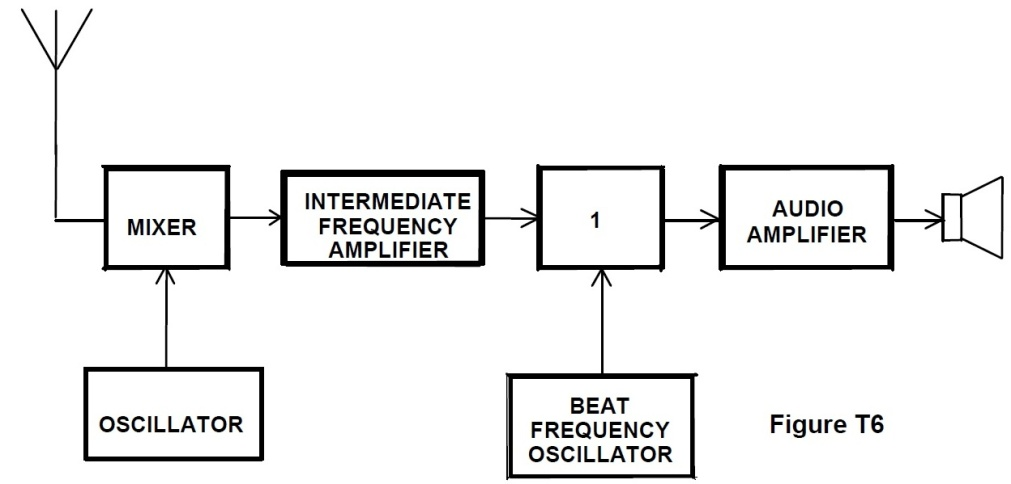 MIXER
INTERMEDIATE
FREQUENCY
AMPLIFIER
1
AUDIO
AMPLIFIER
OSCILLATOR
BEAT
FREQUENCY
OSCILLATOR
Figure T6